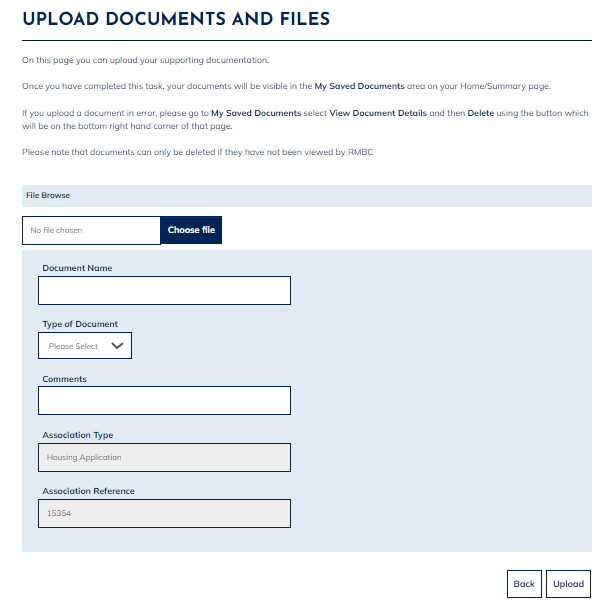 UPLOAD DOCUMENTS AND FILES
On this page you can upload your supporting documentation.
Once you have completed this task, your documents will be visible in the My Saved Documents area on your Home/Summary page.
If you upload a document in error, please go to My Saved Documents select View Document Details and then Delete using the button which
will be on the bottom right hand corner of that page.
Please note that documents can only be deleted if they have not been viewed by RMBC
File Browse
No file chosen Choose file
Document Name
Type of Document
Please Select
Comments
Association Type
Housing Application
Association Reference
15354
Back Upload